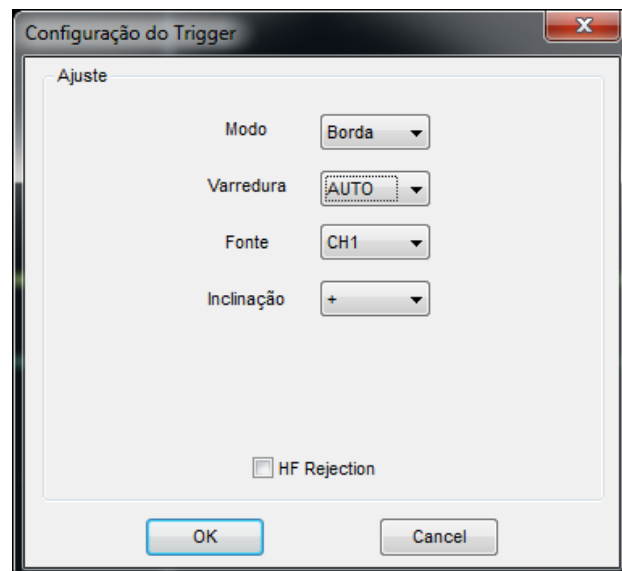 Configuração do Trigger
Ajuste
Modo Borda
Varredura AUTO
Fonte CH1
Inclinação +
HF Rejection
OK Cancel